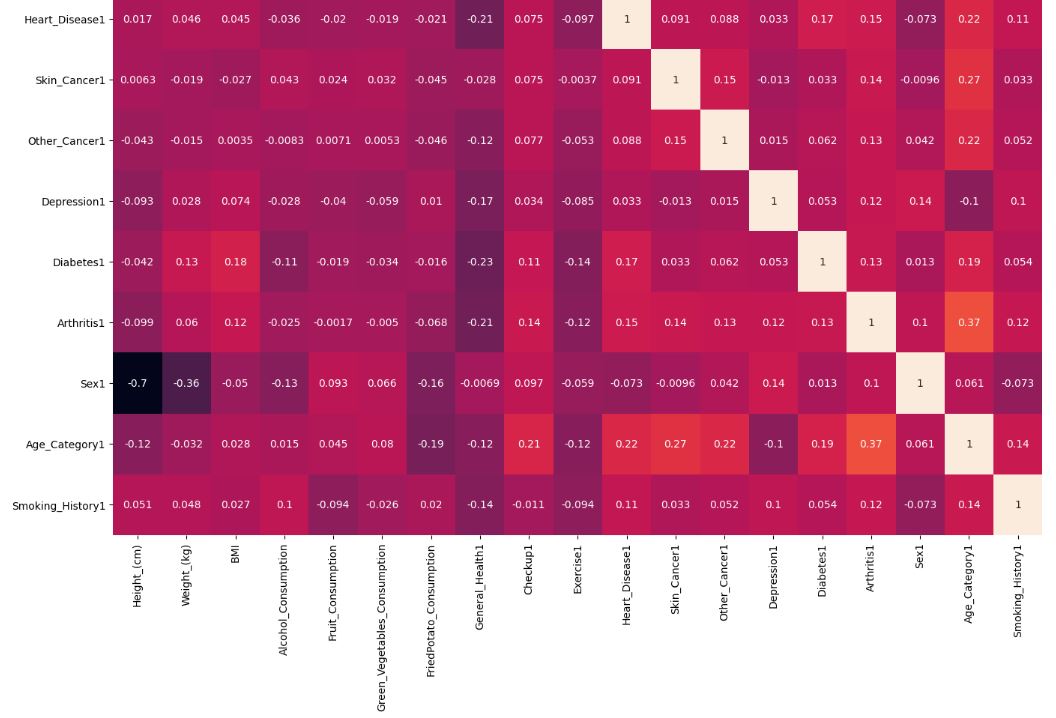 Heart_Disease1 0.017 0.046 0.045 -0.036 -0.02 -0.019 -0.021 -0.21 0.075 -0.097 1 0.091 0.088 0.033 0.17 0.15 -0.073 0.22 0.11
Skin_Cancer1 0.0063 -0.019 -0.027 0.043 0.024 0.032 -0.045 -0.028 0.075 -0.0037 0.091 1 0.15 -0.013 0.033 0.14 -0.0096 0.27 0.033
Other_Cancer1 -0.043 -0.015 0.0035 -0.0083 0.0071 0.0053 -0.046 -0.12 0.077 -0.053 0.088 0.15 1 0.015 0.062 0.13 0.042 0.22 0.052
Depression1 -0.093 0.028 0.074 -0.028 -0.04 -0.059 0.01 -0.17 0.034 -0.085 0.033 -0.013 0.015 1 0.053 0.12 0.14 -0.1 0.1
Diabetes1 -0.042 0.13 0.18 -0.11 -0.019 -0.034 -0.016 -0.23 0.11 -0.14 0.17 0.033 0.062 0.053 1 0.13 0.013 0.19 0.054
Arthritis1 -0.099 0.06 0.12 -0.025 -0.0017 -0.005 -0.068 -0.21 0.14 -0.12 0.15 0.14 0.13 0.12 0.13 1 0.1 0.37 0.12
Sex1 -0.7 -0.36 -0.05 -0.13 0.093 0.066 -0.16 -0.0069 0.097 -0.059 -0.073 -0.0096 0.042 0.14 0.013 0.1 1 0.061 -0.073
Age_Category1 -0.12 -0.032 0.028 0.015 0.045 0.08 -0.19 -0.12 0.21 -0.12 0.22 0.27 0.22 -0.1 0.19 0.37 0.061 1 0.14
Smoking_History1 0.051 0.048 0.027 0.1 -0.094 -0.026 0.02 -0.14 -0.011 -0.094 0.11 0.033 0.052 0.1 0.054 0.12 -0.073 0.14 1
Height_(cm)
Weight_(kg)
BMI
Alcohol_Consumption
Fruit_Consumption
Green_Vegetables_Consumption
FriedPotato_Consumption
General_Health1
Checkup1
Exercise1
Heart_Disease1
Skin_Cancer1
Other_Cancer1
Depression1
Diabetes1
Arthritis1
Sex1
Age_Category1
Smoking_History1